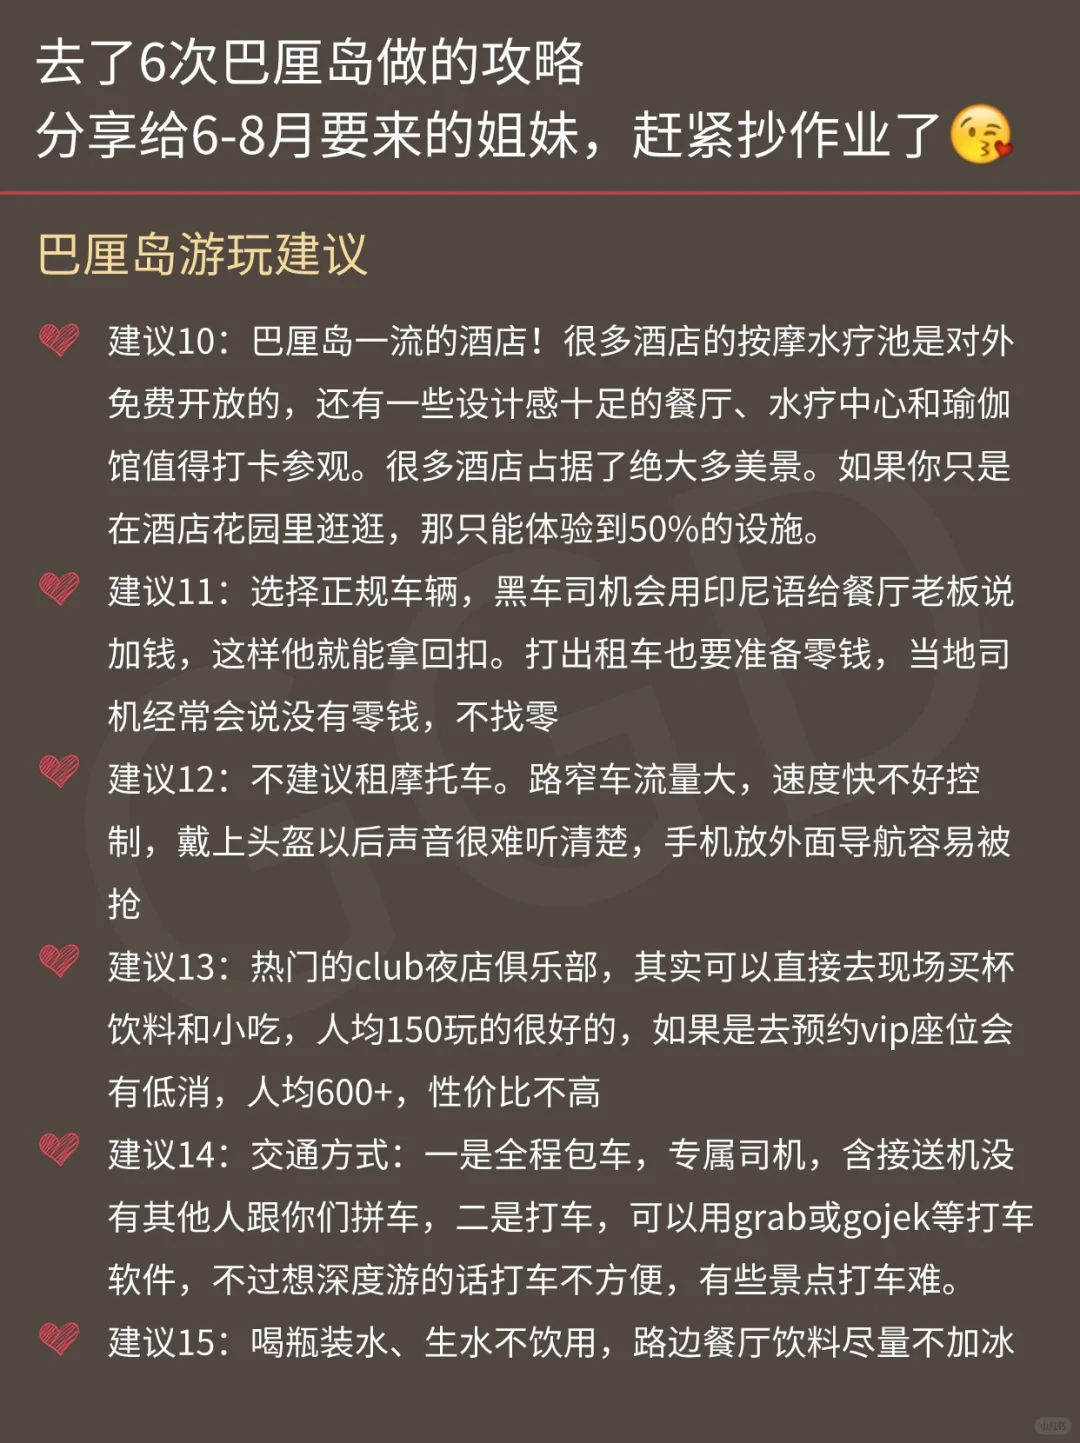 去了6次巴厘岛做的攻略
分享给6-8月要来的姐妹，赶紧抄作业了😘
巴厘岛游玩建议
建议10：巴厘岛一流的酒店！很多酒店的按摩水疗池是对外
免费开放的，还有一些设计感十足的餐厅、水疗中心和瑜伽
馆值得打卡参观。很多酒店占据了绝大多美景。如果你只是
在酒店花园里逛逛，那只能体验到50%的设施。
建议11：选择正规车辆，黑车司机会用印尼语给餐厅老板说
加钱，这样他就能拿回扣。打出租车也要准备零钱，当地司
机经常会说没有零钱，不找零
建议12：不建议租摩托车。路窄车流量大，速度快不好控
制，戴上头盔以后声音很难听清楚，手机放外面导航容易被
抢
建议13：热门的club夜店俱乐部，其实可以直接去现场买杯
饮料和小吃，人均150玩的很好的，如果是去预约vip座位会
有低消，人均600+，性价比不高
建议14：交通方式：一是全程包车，专属司机，含接送机没
有其他人跟你们拼车，二是打车，可以用grab或gojek等打车
软件，不过想深度游的话打车不方便，有些景点打车难。
建议15：喝瓶装水、生水不饮用，路边餐厅饮料尽量不加冰
GGD
小红书